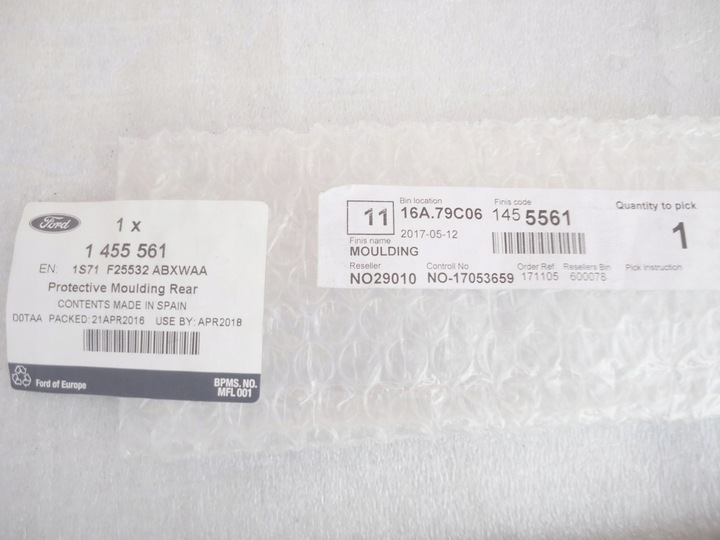 Ford
1 x
1 455 561
EN: 1S71 F25532 ABXWAA
Protective Moulding Rear
CONTENTS MADE IN SPAIN
D0TAA PACKED: 21APR2016 USE BY: APR2018
Ford of Europe
BPMS. NO.
MFL 001
11
Bin location
16A.79C06
Finis code
145 5561
Quantity to pick
1
2017-05-12
Finis name
MOULDING
Reseller
NO29010
Controll No
NO-17053659
Order Ref
171105
Resellers Bin
600078
Pick instruction